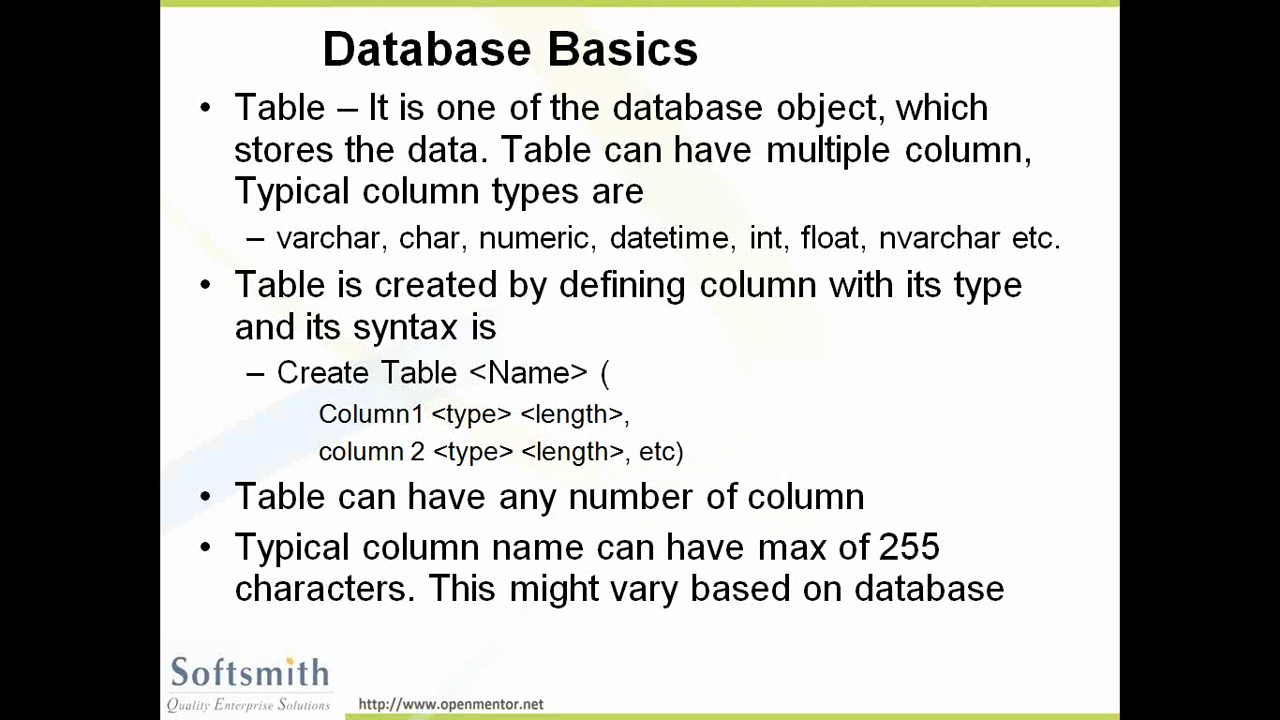 Database Basics
• Table – It is one of the database object, which
stores the data. Table can have multiple column,
Typical column types are
– varchar, char, numeric, datetime, int, float, nvarchar etc.
• Table is created by defining column with its type
and its syntax is
– Create Table <Name> (
Column1 <type> <length>,
column 2 <type> <length>, etc)
• Table can have any number of column
• Typical column name can have max of 255
characters. This might vary based on database
Softsmith
Quality Enterprise Solutions
http://www.openmentor.net